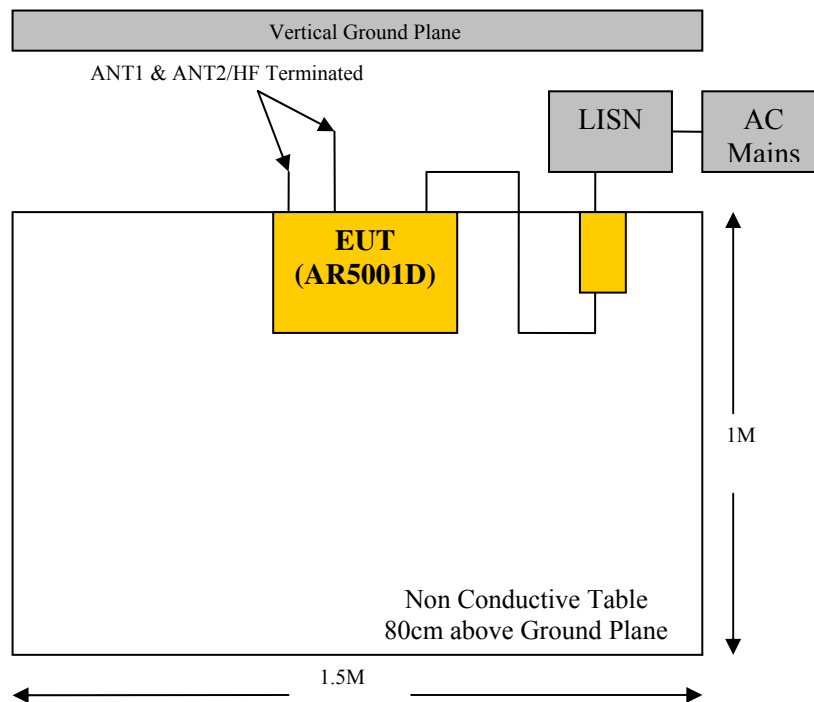 Vertical Ground Plane
ANT1 & ANT2/HF Terminated
LISN
AC
Mains
EUT
(AR5001D)
1M
Non Conductive Table
80cm above Ground Plane
1.5M